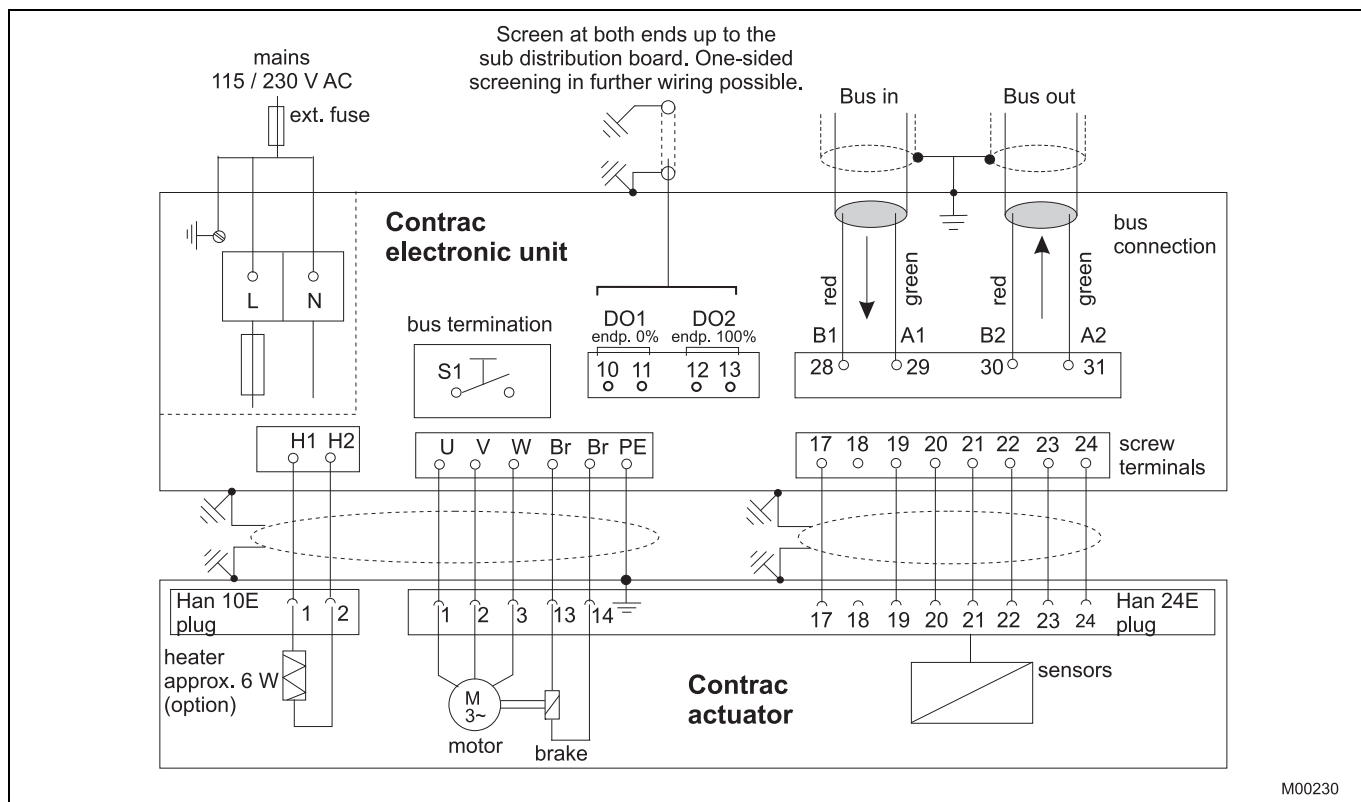 Screen at both ends up to the
sub distribution board. One-sided
screening in further wiring possible.
mains
115 / 230 V AC
ext. fuse
Bus in
Bus out
Contrac
electronic unit
bus
connection
L N
red
green
red
green
bus termination
S1
DO1 DO2
endp. 0% endp. 100%
10 11 12 13
B1 A1 B2 A2
28 29 30 31
H1 H2
U V W Br Br PE
17 18 19 20 21 22 23 24
screw
terminals
Han 10E
plug
1 2
1 2 3 13 14
17 18 19 20 21 22 23 24
Han 24E
plug
heater
approx. 6 W
(option)
M
3~
motor
brake
Contrac
actuator
sensors
M00230